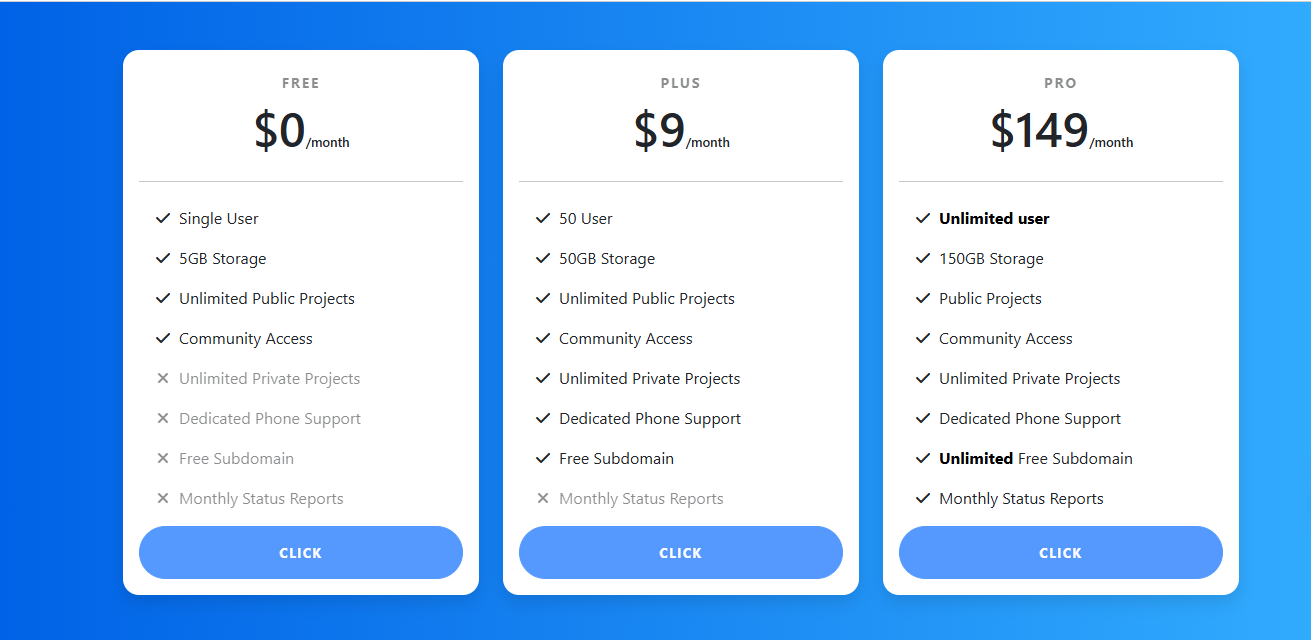 FREE
$0/month
Single User
5GB Storage
Unlimited Public Projects
Community Access
Unlimited Private Projects
Dedicated Phone Support
Free Subdomain
Monthly Status Reports
CLICK
PLUS
$9/month
50 User
50GB Storage
Unlimited Public Projects
Community Access
Unlimited Private Projects
Dedicated Phone Support
Free Subdomain
Monthly Status Reports
CLICK
PRO
$149/month
Unlimited user
150GB Storage
Public Projects
Community Access
Unlimited Private Projects
Dedicated Phone Support
Unlimited Free Subdomain
Monthly Status Reports
CLICK